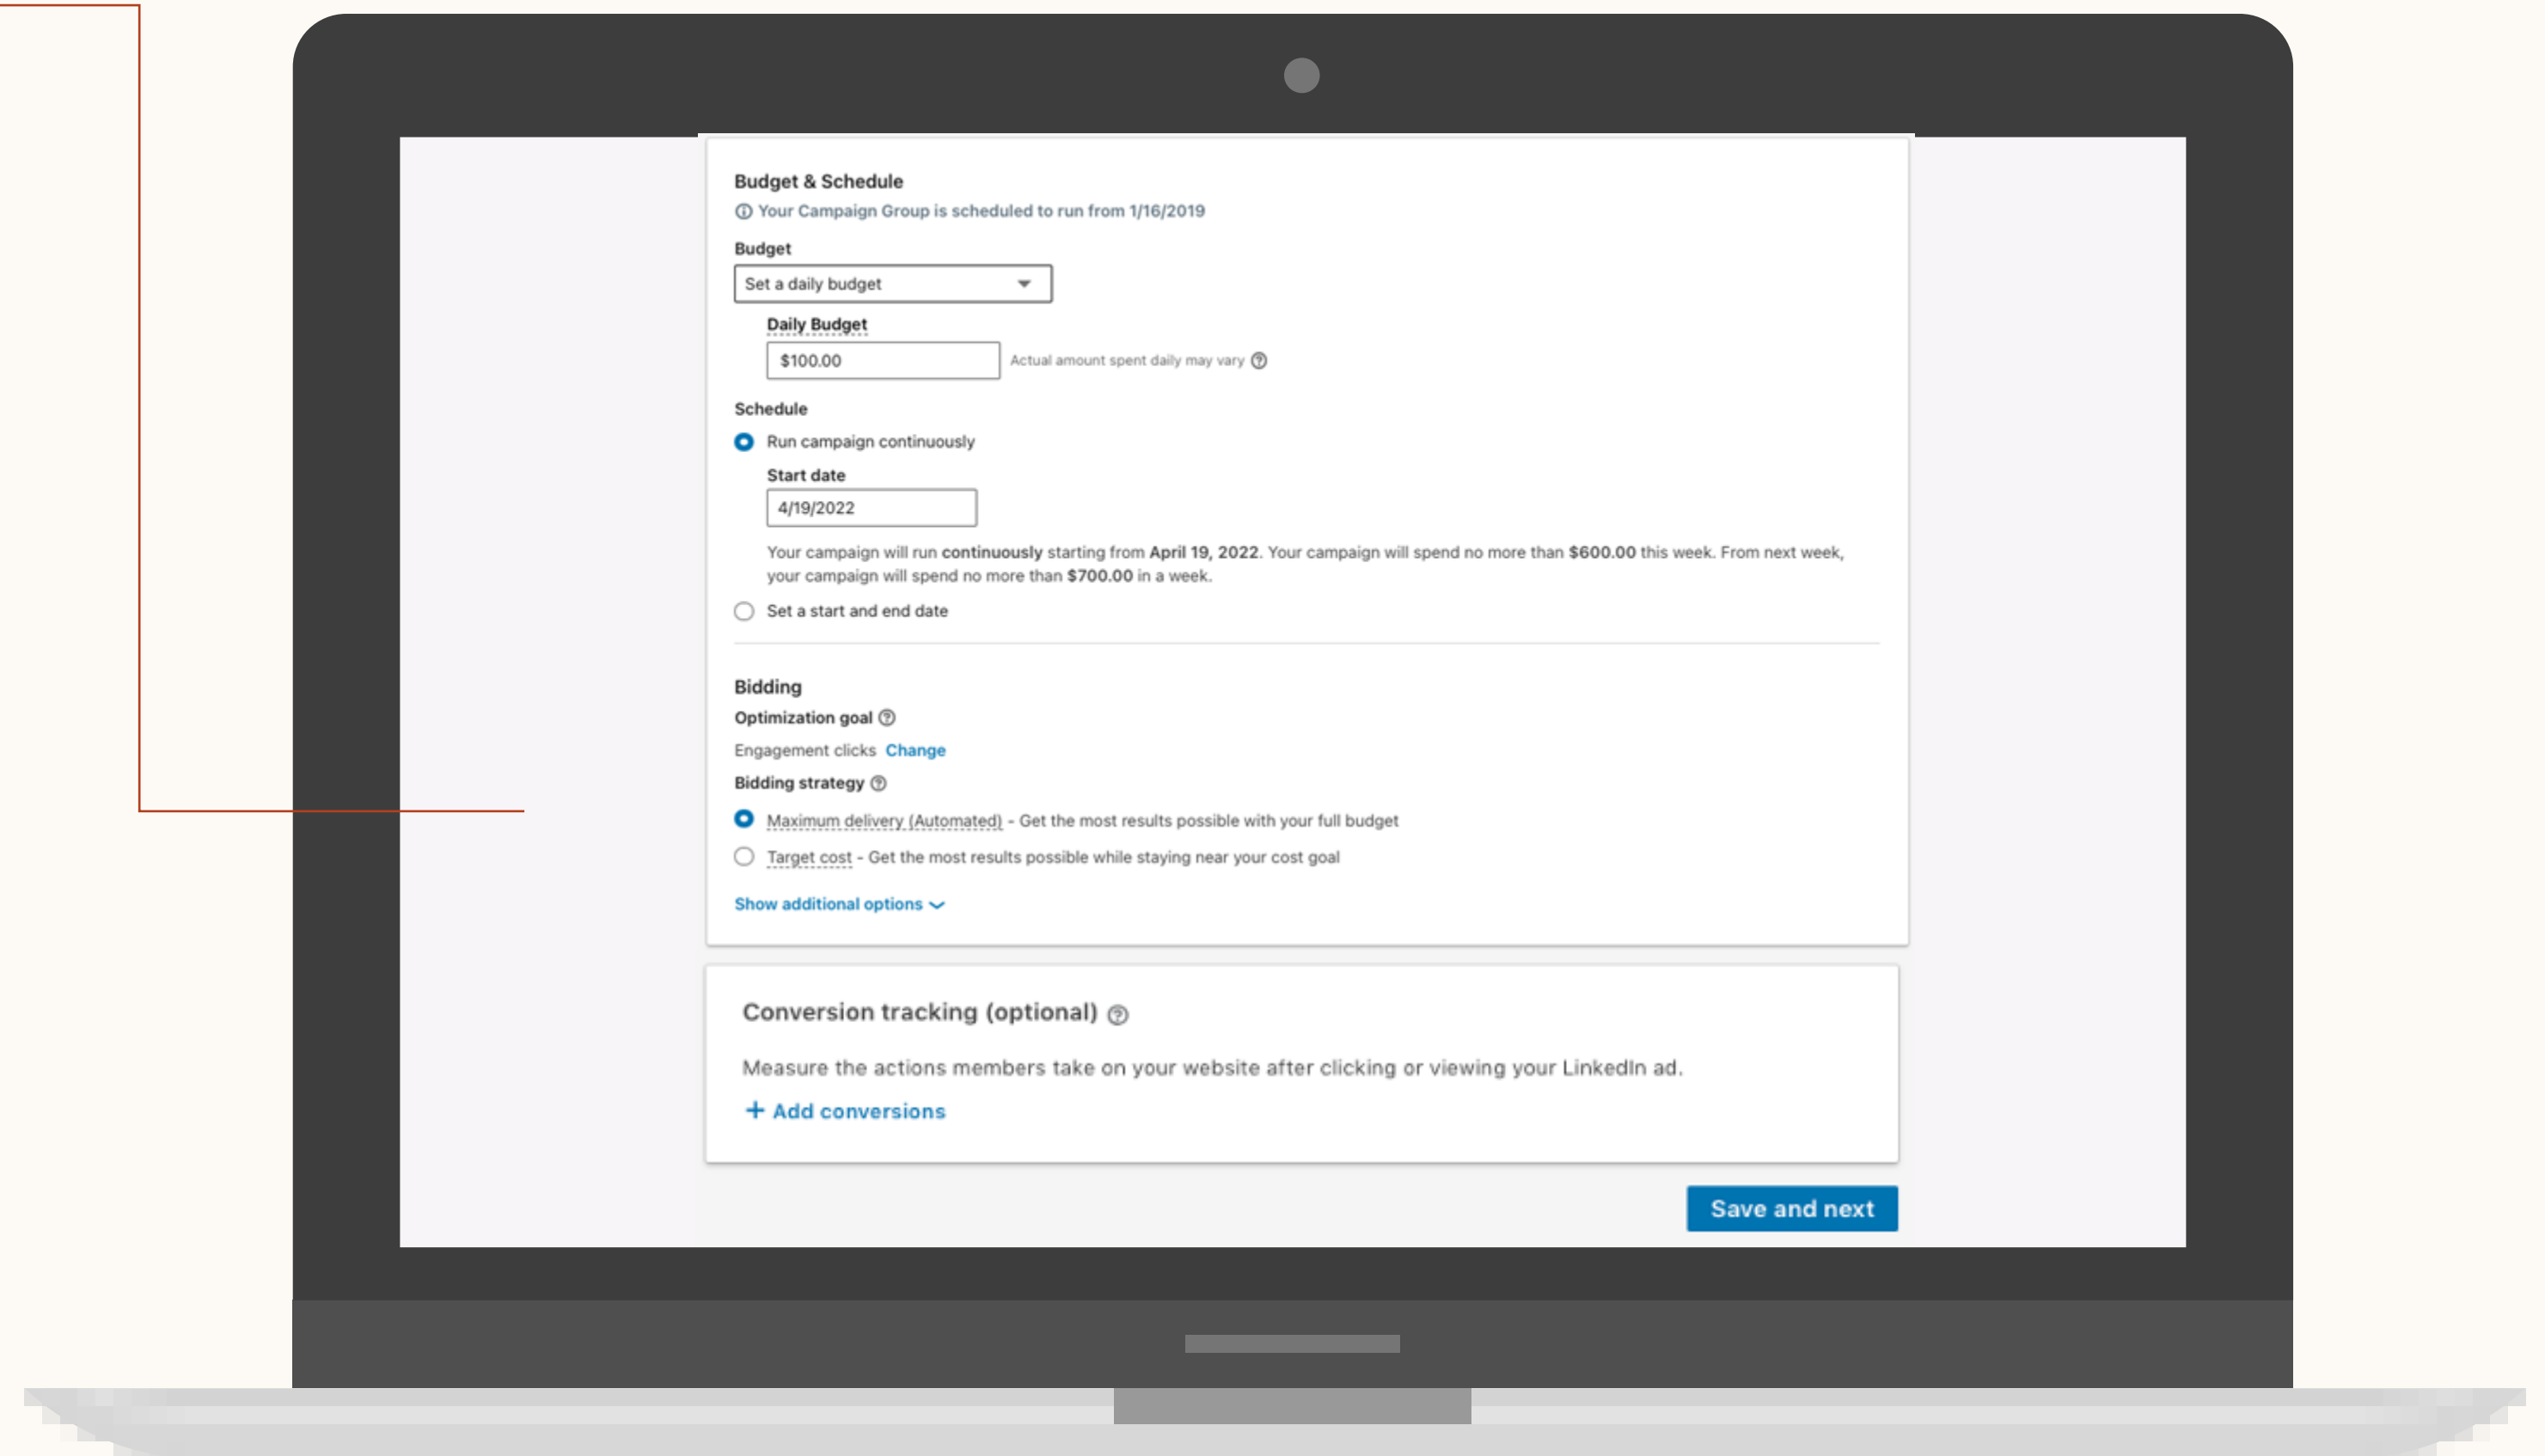 Budget & Schedule
Your Campaign Group is scheduled to run from 1/16/2019
Budget
Set a daily budget
Daily Budget
$100.00 Actual amount spent daily may vary
Schedule
Run campaign continuously
Start date
4/19/2022
Your campaign will run continuously starting from April 19, 2022. Your campaign will spend no more than $600.00 this week. From next week,
your campaign will spend no more than $700.00 in a week.
Set a start and end date
Bidding
Optimization goal
Engagement clicks Change
Bidding strategy
Maximum delivery (Automated) - Get the most results possible with your full budget
Target cost - Get the most results possible while staying near your cost goal
Show additional options
Conversion tracking (optional)
Measure the actions members take on your website after clicking or viewing your LinkedIn ad.
+ Add conversions
Save and next